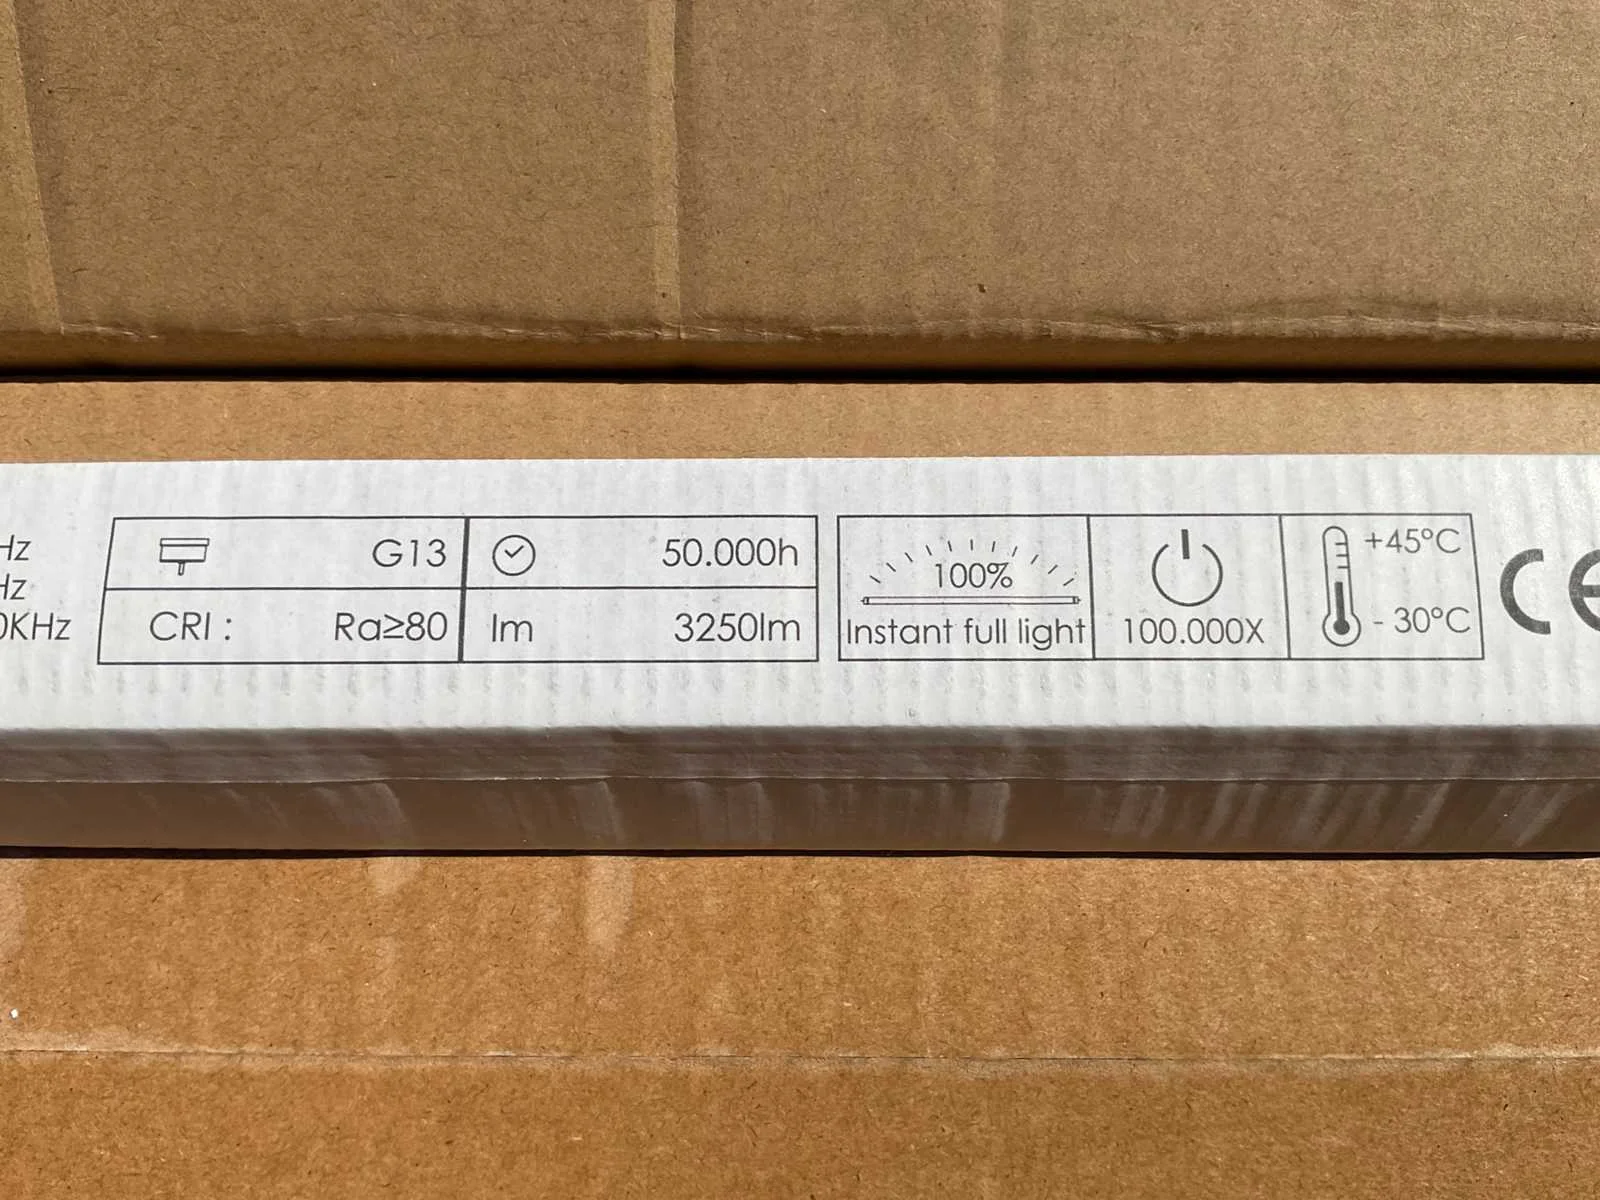 Hz
Hz
0KHz
G13
50.000h
CRI : Ra≥80
lm 3250lm
100%
Instant full light
100.000X
+45°C
- 30°C
CE